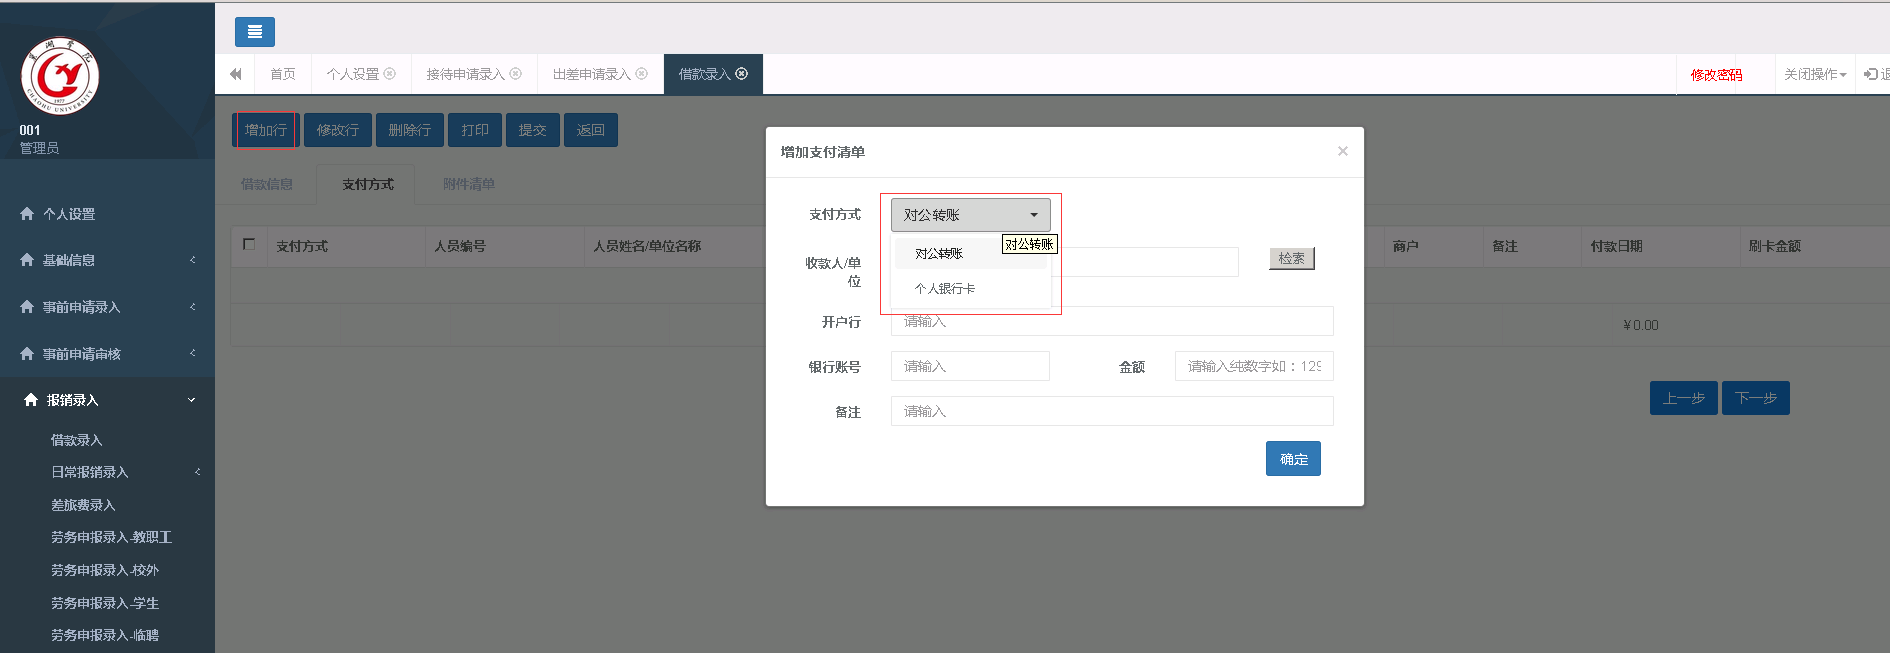 巢湖学院
1977
CHAOHU UNIVERSITY
001
管理员
个人设置
基础信息
事前申请录入
事前申请审核
报销录入
借款录入
日常报销录入
差旅费录入
劳务申报录入-教职工
劳务申报录入-校外
劳务申报录入-学生
劳务申报录入-临聘
首页 个人设置 接待申请录入 出差申请录入 借款录入 修改密码 关闭操作 退
增加行 修改行 删除行 打印 提交 返回
借款信息 支付方式 附件清单
支付方式 人员编号 人员姓名/单位名称 商户 备注 付款日期 刷卡金额
¥0.00
上一步 下一步
增加支付清单 ×
支付方式 对公转账
对公转账
对公转账
个人银行卡
收款人/单
位
检索
开户行 请输入
银行账号 请输入 金额 请输入纯数字如：129
备注 请输入
确定